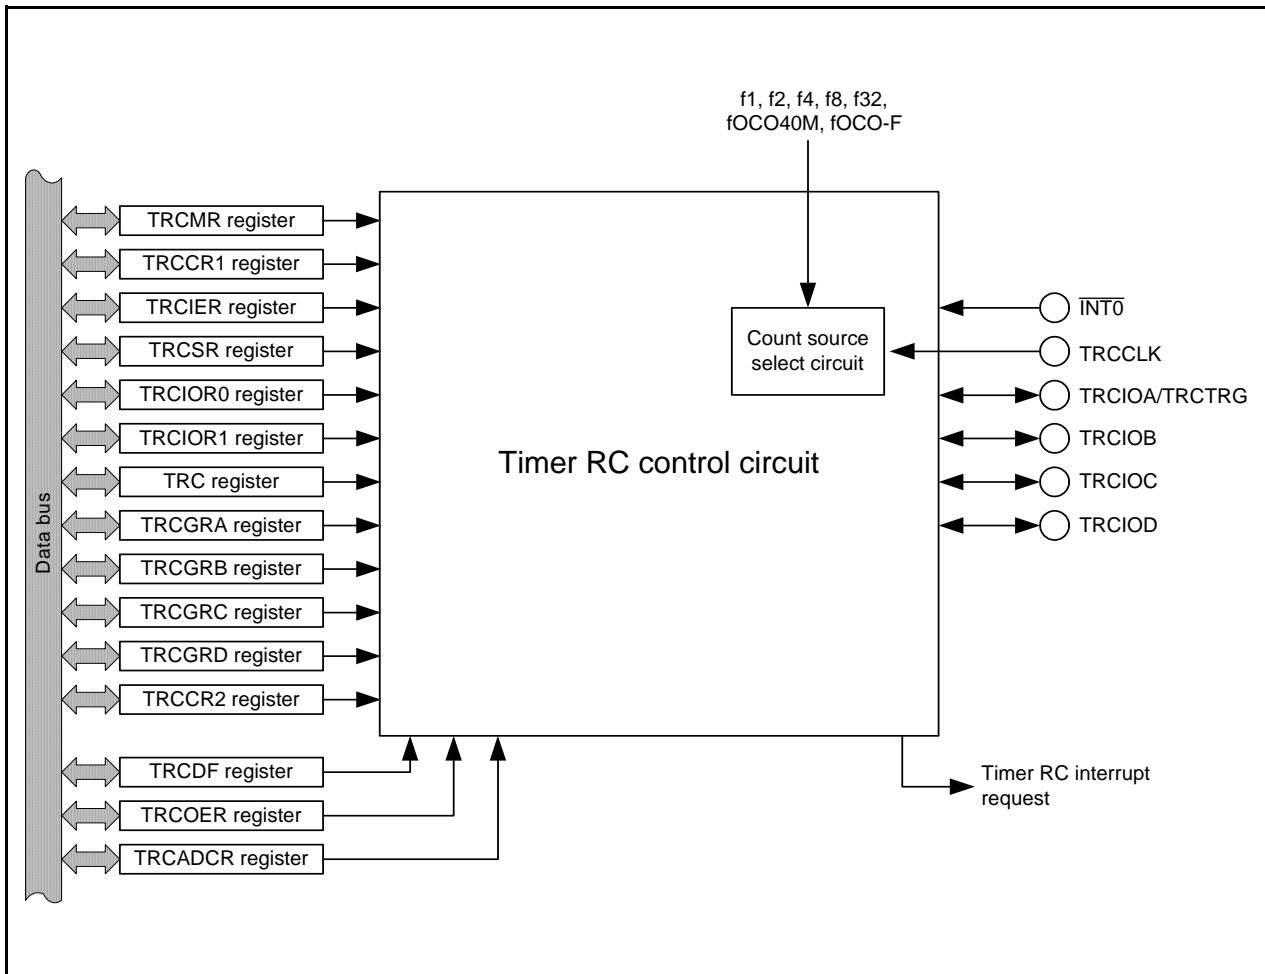 f1, f2, f4, f8, f32,
fOCO40M, fOCO-F
Data bus
TRCMR register
TRCCR1 register
TRCIER register
TRCSR register
TRCIOR0 register
TRCIOR1 register
TRC register
TRCGRA register
TRCGRB register
TRCGRC register
TRCGRD register
TRCCR2 register
TRCDF register
TRCOER register
TRCADCR register
Count source
select circuit
Timer RC control circuit
INT0
TRCCLK
TRCIOA/TRCTRG
TRCIOB
TRCIOC
TRCIOD
Timer RC interrupt
request